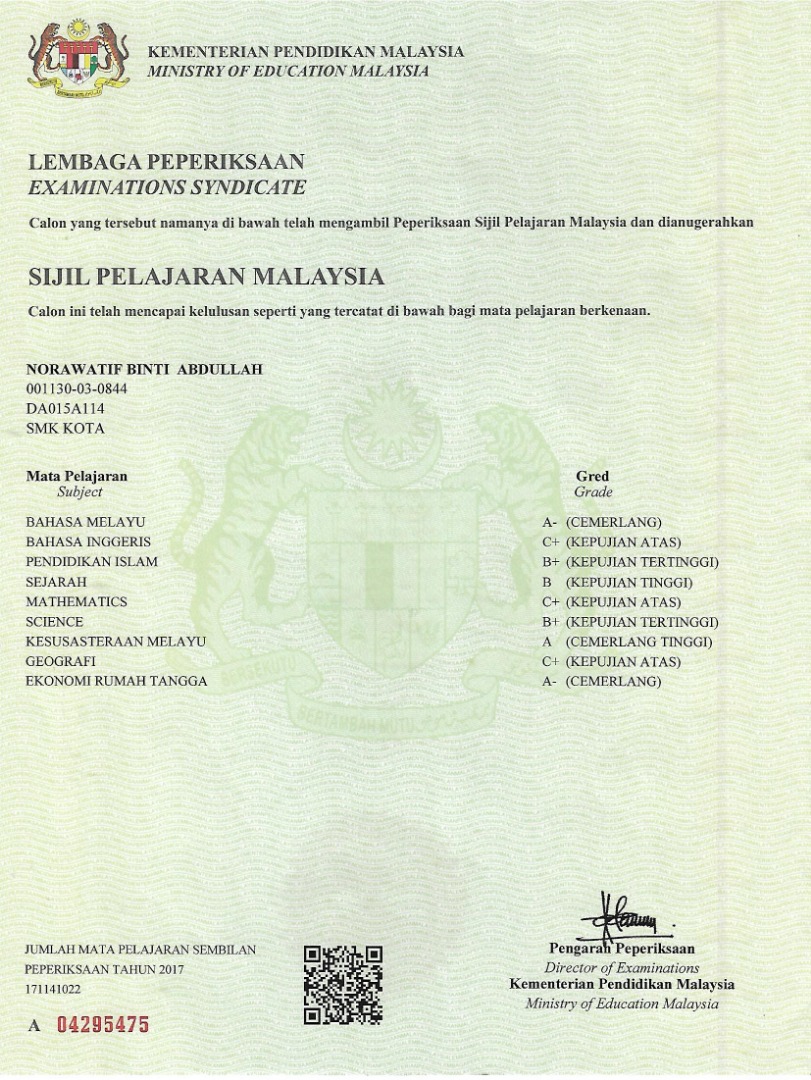 KEMENTERIAN PENDIDIKAN MALAYSIA
MINISTRY OF EDUCATION MALAYSIA
LEMBAGA PEPERIKSAAN
EXAMINATIONS SYNDICATE
Calon yang tersebut namanya di bawah telah mengambil Peperiksaan Sijil Pelajaran Malaysia dan dianugerahkan
SIJIL PELAJARAN MALAYSIA
Calon ini telah mencapai kelulusan seperti yang tercatat di bawah bagi mata pelajaran berkenaan.
NORAWATIF BINTI ABDULLAH
001130-03-0844
DA015A114
SMK KOTA
Mata Pelajaran Gred
Subject Grade
BAHASA MELAYU A- (CEMERLANG)
BAHASA INGGERIS C+ (KEPUJIAN ATAS)
PENDIDIKAN ISLAM B+ (KEPUJIAN TERTINGGI)
SEJARAH B (KEPUJIAN TINGGI)
MATHEMATICS C+ (KEPUJIAN ATAS)
SCIENCE B+ (KEPUJIAN TERTINGGI)
KESUSASTERAAN MELAYU A (CEMERLANG TINGGI)
GEOGRAFI C+ (KEPUJIAN ATAS)
EKONOMI RUMAH TANGGA A- (CEMERLANG)
BERTAMBAH MUTU
JUMLAH MATA PELAJARAN SEMBILAN
PEPERIKSAAN TAHUN 2017
171141022
A 04295475
Pengarah Peperiksaan
Director of Examinations
Kementerian Pendidikan Malaysia
Ministry of Education Malaysia